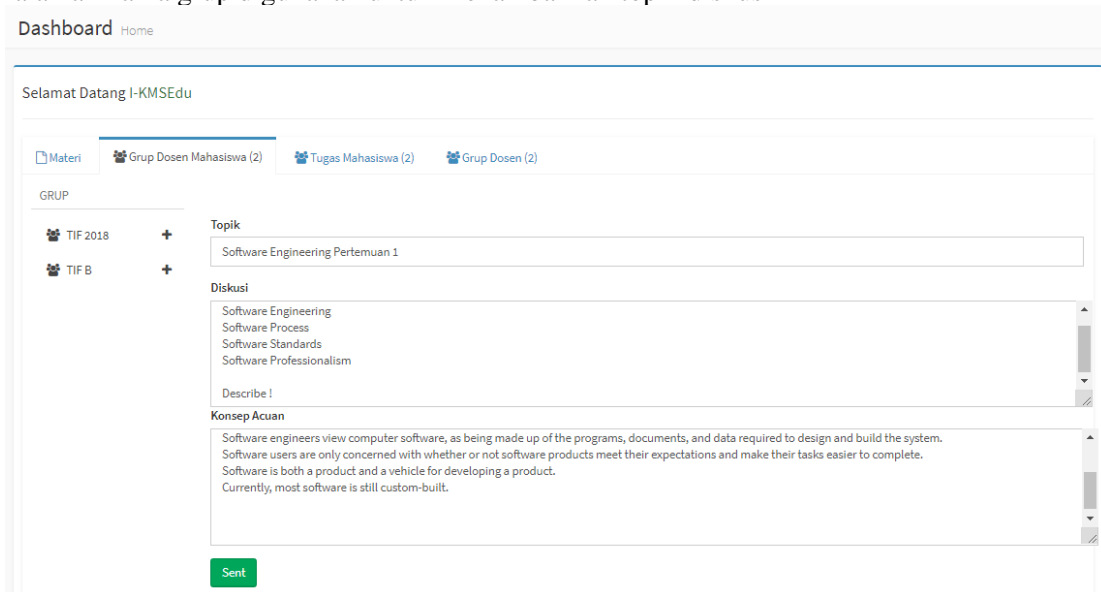 Dashboard Home
Selamat Datang I-KMSEdu
Materi Grup Dosen Mahasiswa (2) Tugas Mahasiswa (2) Grup Dosen (2)
GRUP
TIF 2018
TIF B
Topik
Software Engineering Pertemuan 1
Diskusi
Software Engineering
Software Process
Software Standards
Software Professionalism
Describe !
Konsep Acuan
Software engineers view computer software, as being made up of the programs, documents, and data required to design and build the system.
Software users are only concerned with whether or not software products meet their expectations and make their tasks easier to complete.
Software is both a product and a vehicle for developing a product.
Currently, most software is still custom-built.
Sent